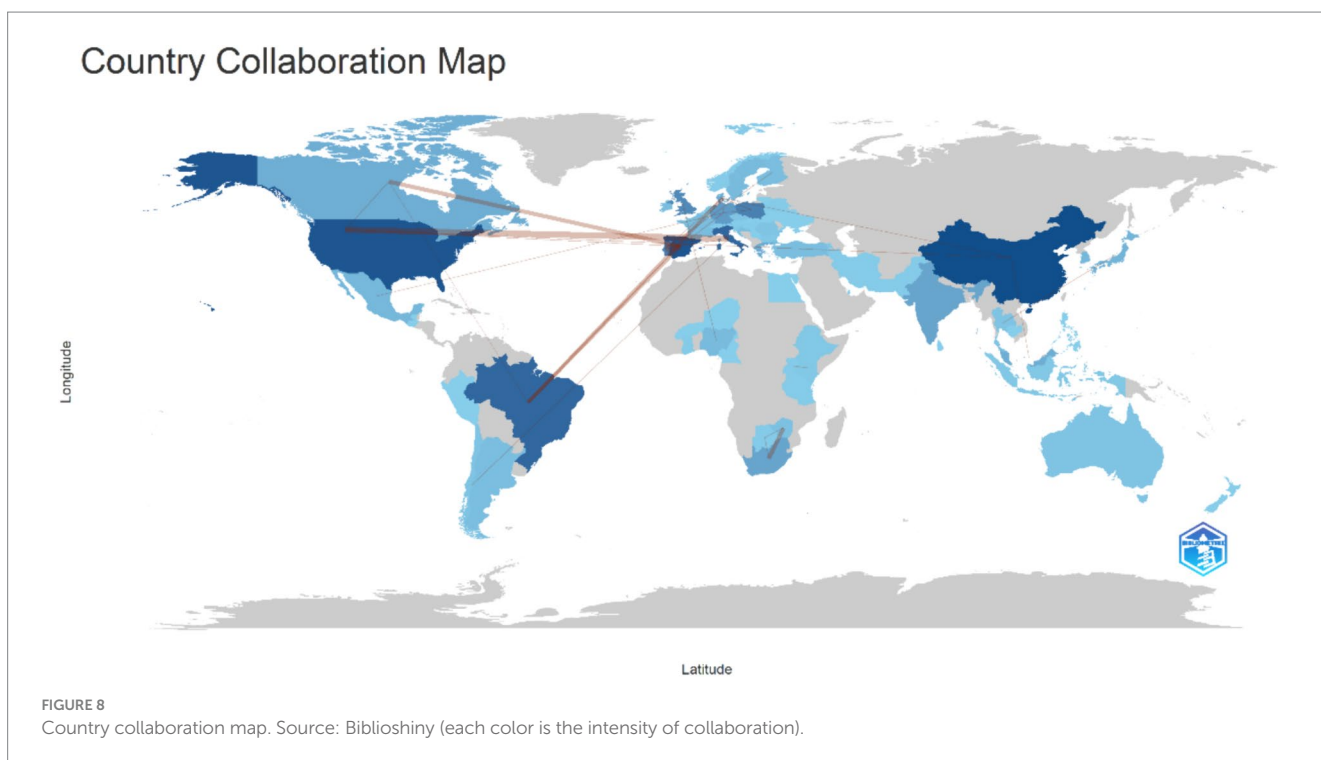 Country Collaboration Map
Longitude
BIBLIOMETRIX
Latitude
FIGURE 8
Country collaboration map. Source: Biblioshiny (each color is the intensity of collaboration).